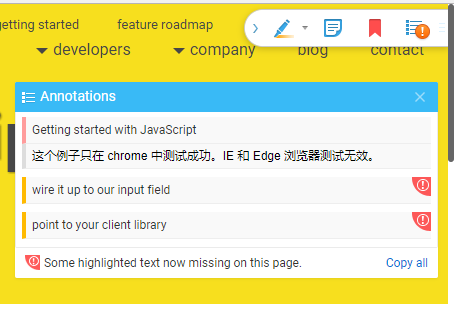 getting started feature roadmap
developers company blog contact
Annotations
Getting started with JavaScript
这个例子只在 chrome 中测试成功。IE 和 Edge 浏览器测试无效。
wire it up to our input field
point to your client library
Some highlighted text now missing on this page. Copy all